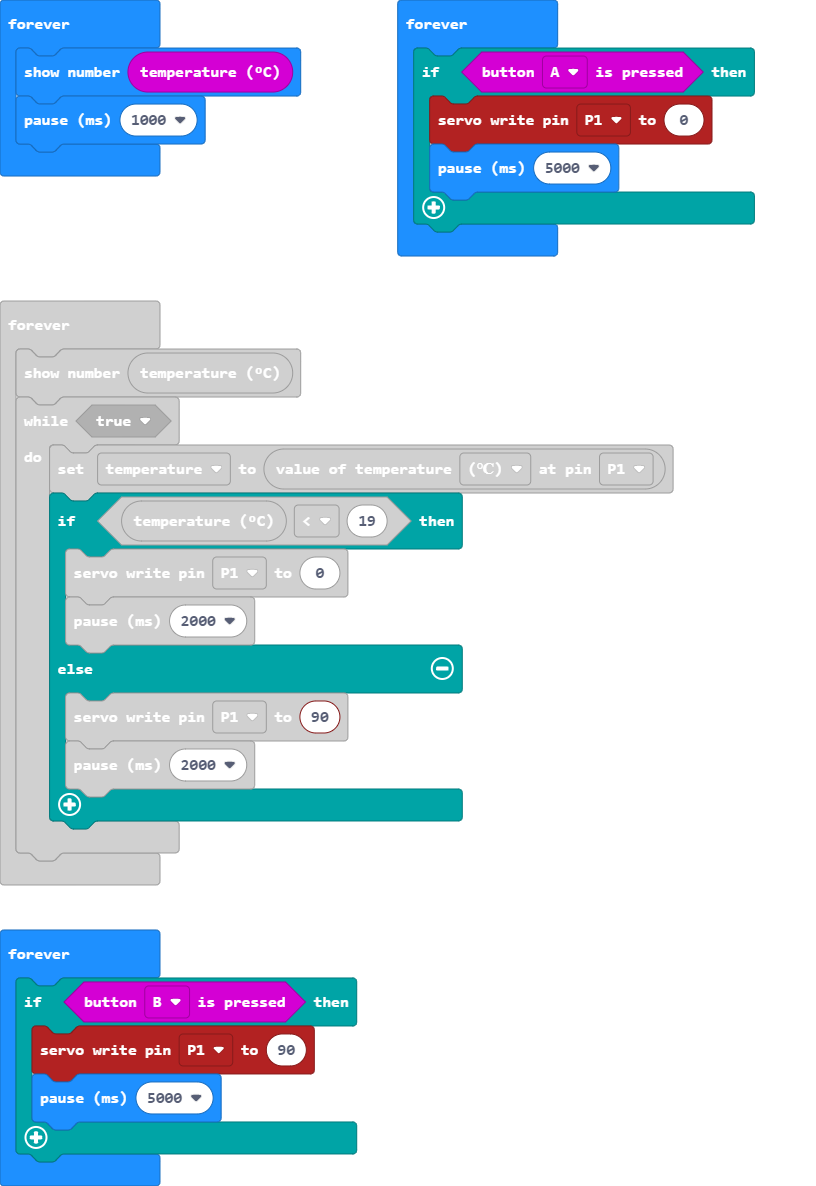 forever
show number temperature (ºC)
pause (ms) 1000
forever
if button A is pressed then
servo write pin P1 to 0
pause (ms) 5000
forever
show number temperature (ºC)
while true
do
set temperature to value of temperature (℃) at pin P1
if temperature (ºC) < 19 then
servo write pin P1 to 0
pause (ms) 2000
else
servo write pin P1 to 90
pause (ms) 2000
forever
if button B is pressed then
servo write pin P1 to 90
pause (ms) 5000